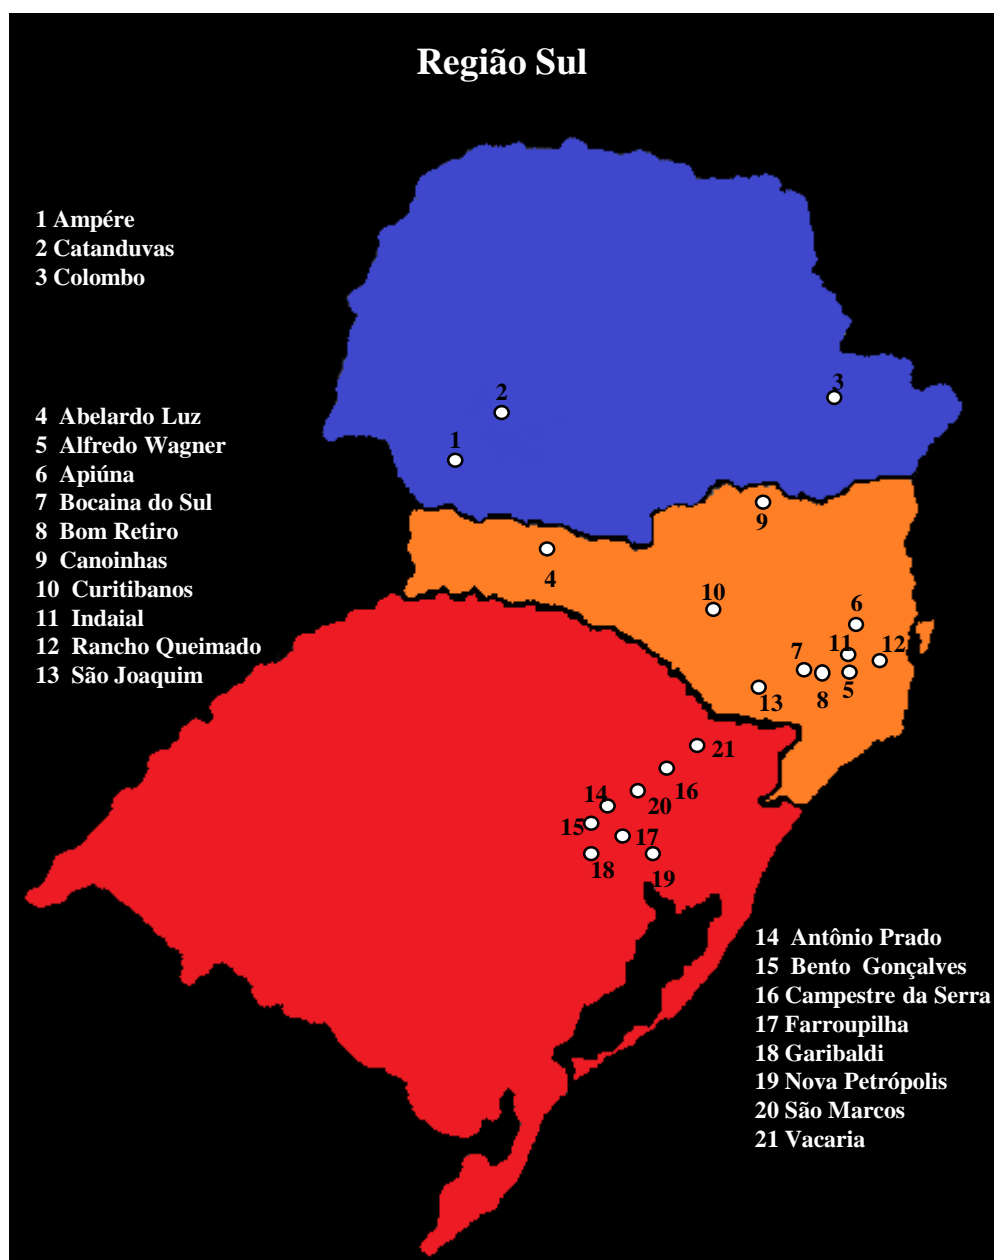 Região Sul
1 Ampére
2 Catanduvas
3 Colombo
3
2
1
4 Abelardo Luz
5 Alfredo Wagner
6 Apiúna
7 Bocaina do Sul
8 Bom Retiro
9 Canoinhas
10 Curitibanos
11 Indaial
12 Rancho Queimado
13 São Joaquim
9
4
10
6
11
12
7
5
8
13
21
16
20
14
15
17
18
19
14 Antônio Prado
15 Bento Gonçalves
16 Campestre da Serra
17 Farroupilha
18 Garibaldi
19 Nova Petrópolis
20 São Marcos
21 Vacaria